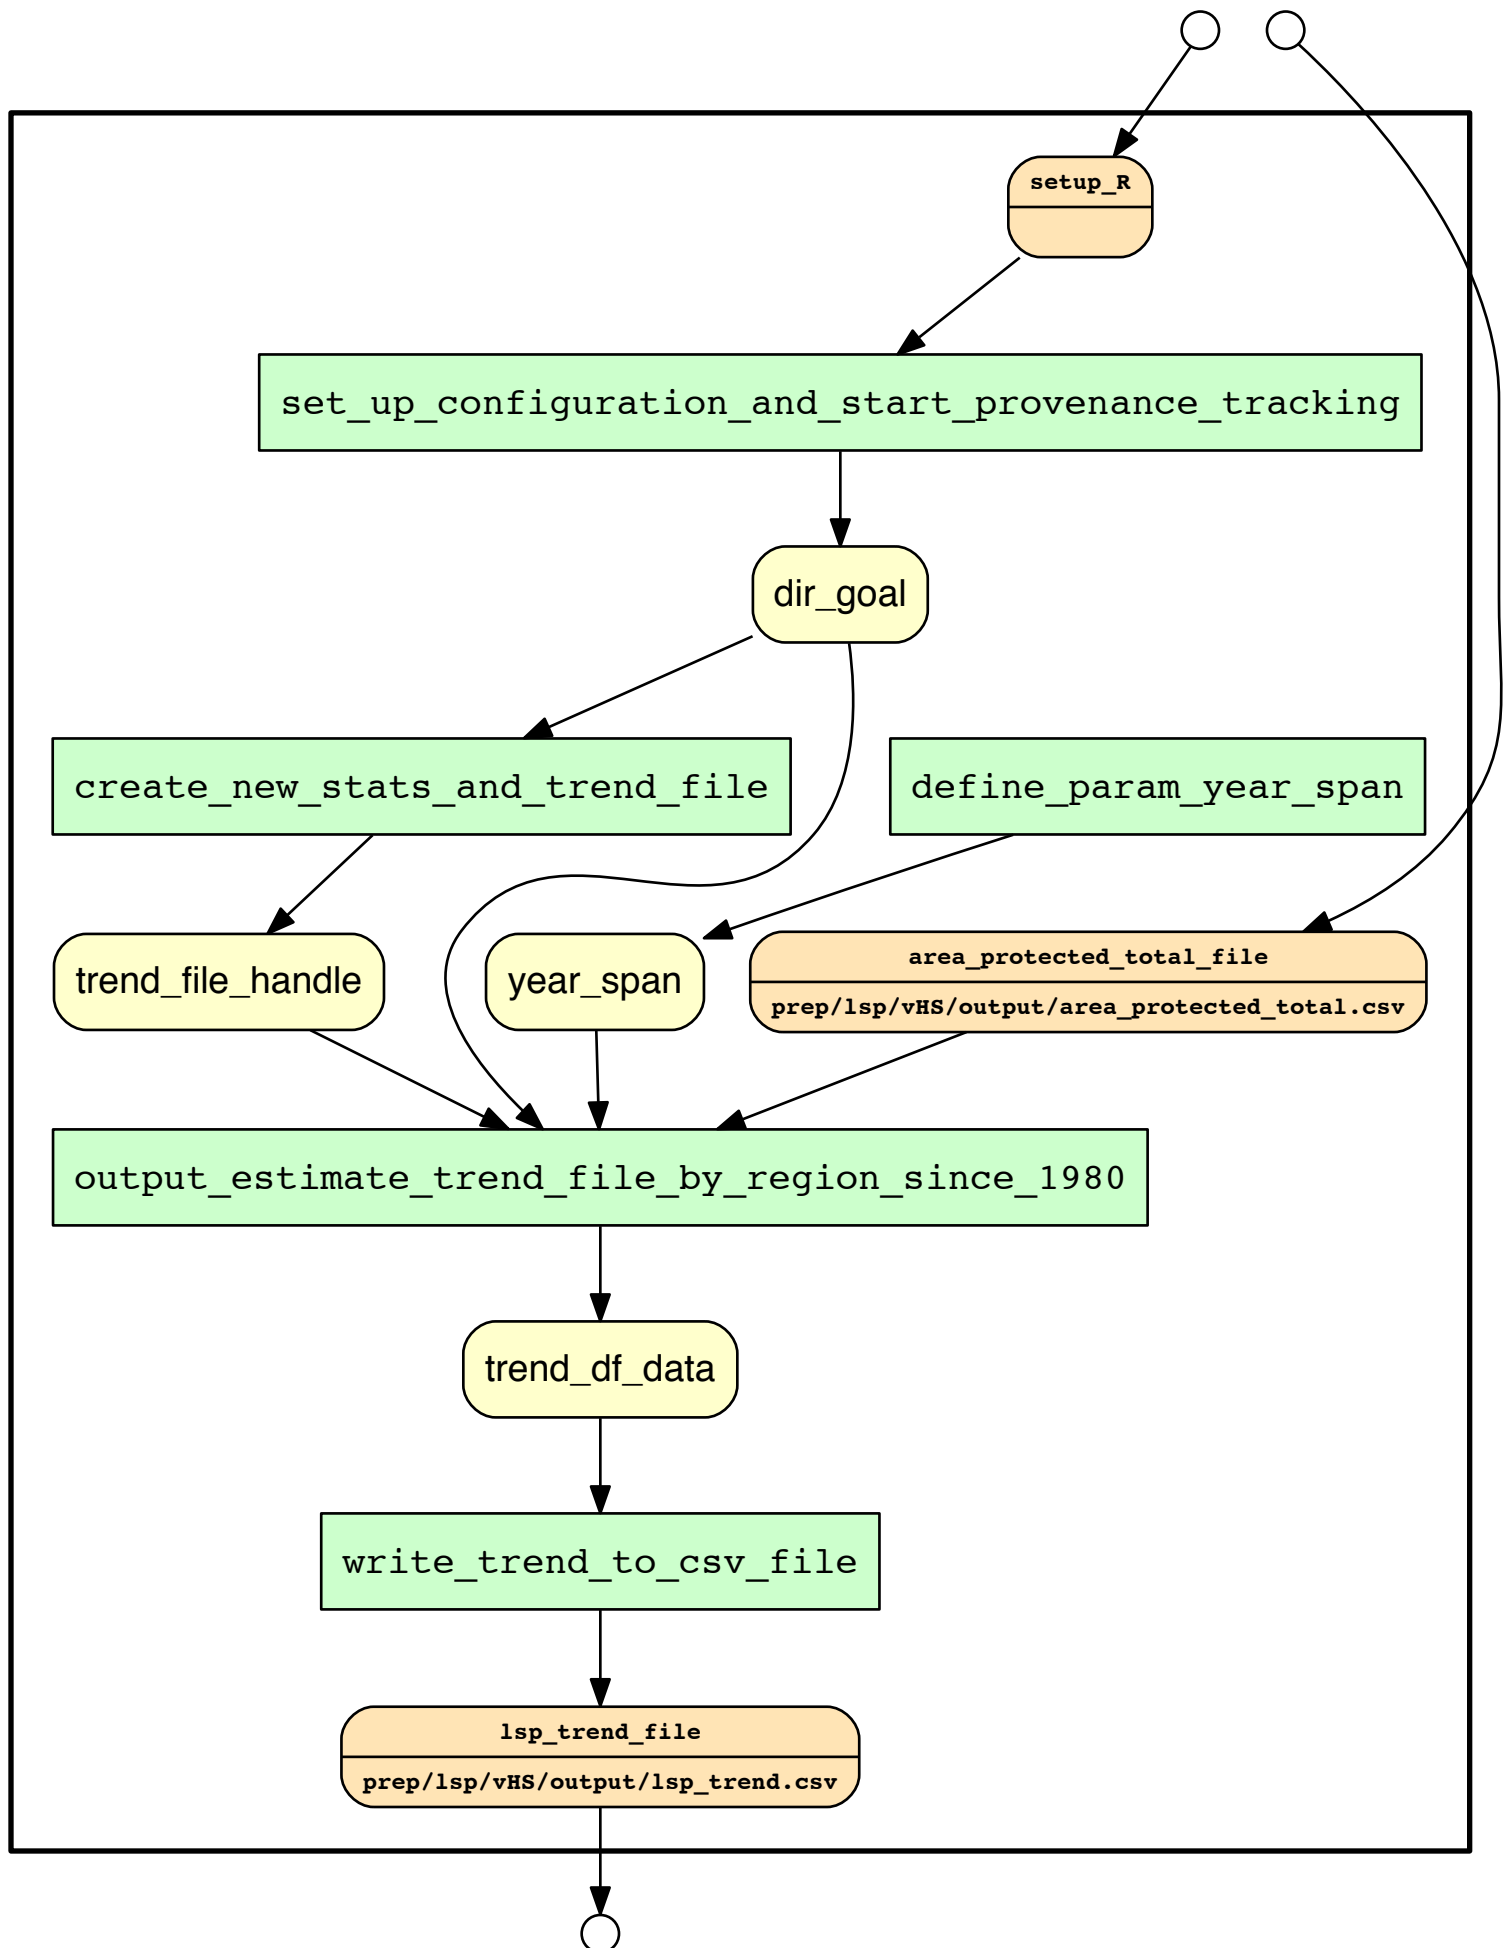 setup_R
set_up_configuration_and_start_provenance_tracking
dir_goal
create_new_stats_and_trend_file
define_param_year_span
trend_file_handle
year_span
area_protected_total_file
prep/lsp/vHS/output/area_protected_total.csv
output_estimate_trend_file_by_region_since_1980
trend_df_data
write_trend_to_csv_file
lsp_trend_file
prep/lsp/vHS/output/lsp_trend.csv